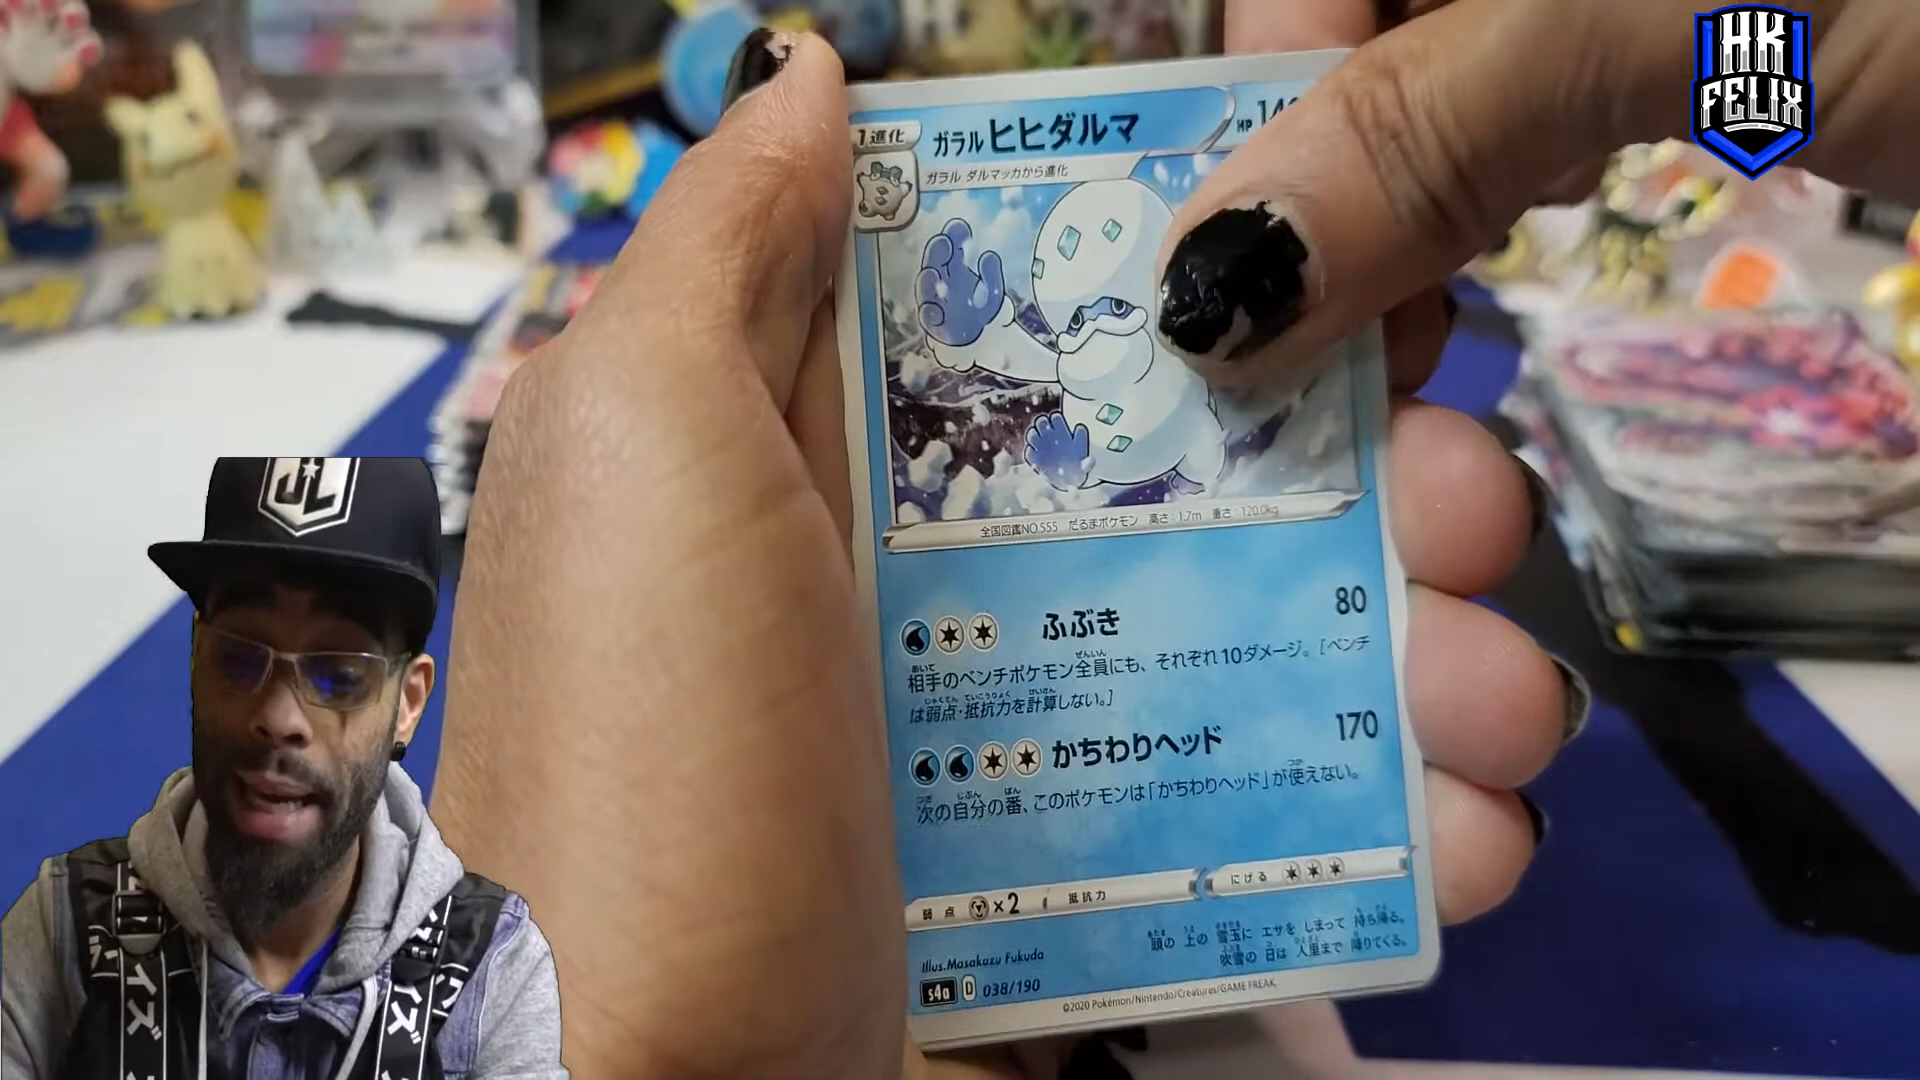 HK
FELIX
1進化
ガラル ヒヒダルマ
HP 14
ガラル ダルマッカから進化
全国図鑑NO.555 だるまポケモン 高さ:1.7m 重さ:120.0kg
ふぶき 80
相手のベンチポケモン全員にも、それぞれ10ダメージ。[ベンチ
は弱点・抵抗力を計算しない。]
かちわりヘッド 170
次の自分の番、このポケモンは「かちわりヘッド」が使えない。
弱点 ×2 抵抗力 にげる
頭の 上の 雪玉に エサを しまって 持ち帰る。
吹雪の 日は 人里まで 降りてくる。
Illus.Masakazu Fukuda
s4a D 038/190
©2020 Pokémon/Nintendo/Creatures/GAME FREAK.
JL
イズ
イズ